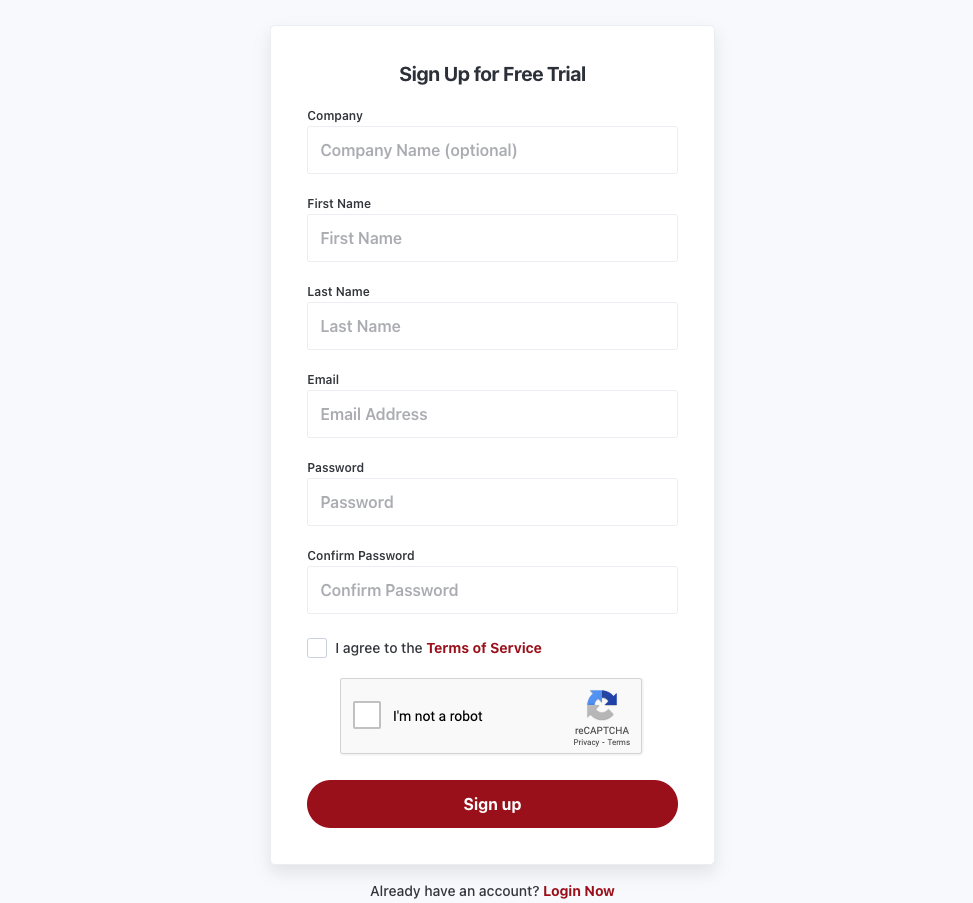 Sign Up for Free Trial
Company
Company Name (optional)
First Name
First Name
Last Name
Last Name
Email
Email Address
Password
Password
Confirm Password
Confirm Password
I agree to the Terms of Service
I'm not a robot
reCAPTCHA
Privacy - Terms
Sign up
Already have an account? Login Now